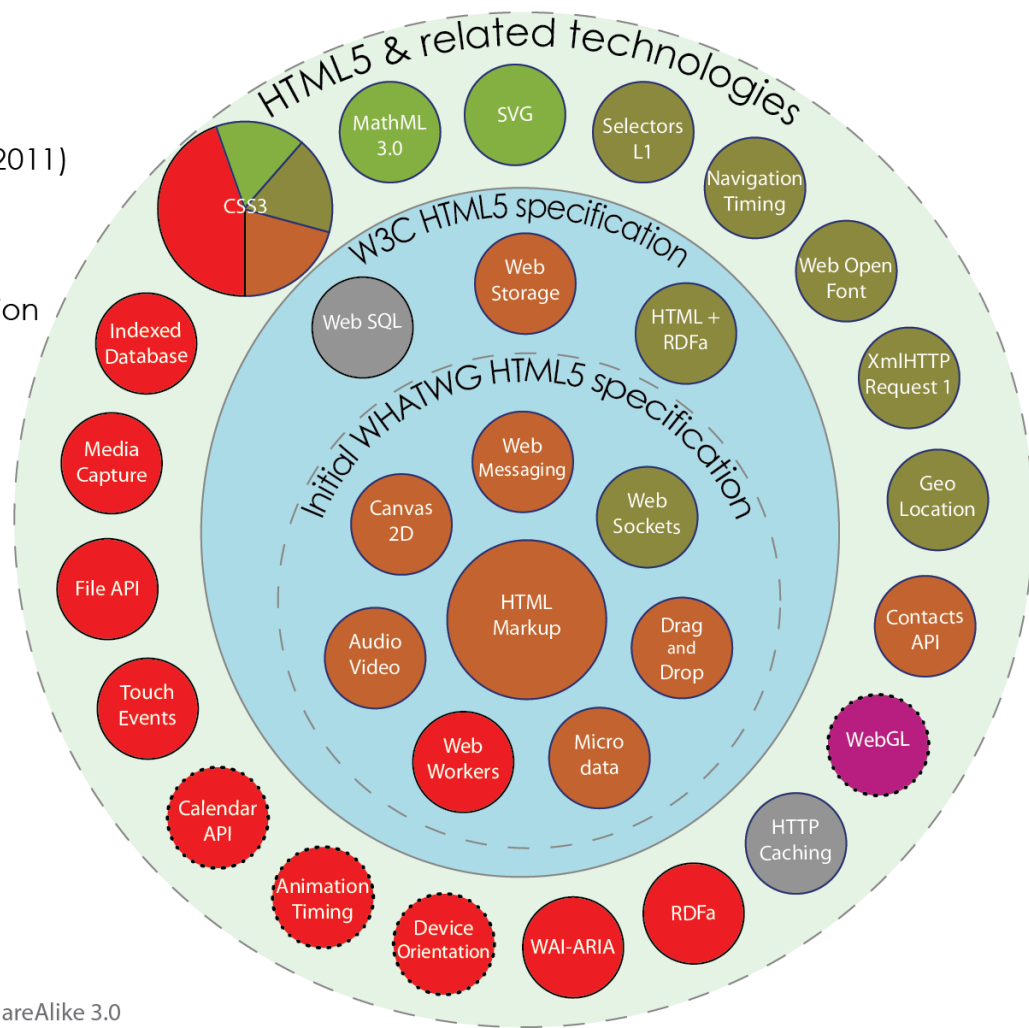 HTML5 & related technologies
2011)
MathML
3.0
SVG
Selectors
L1
Navigation
Timing
CSS3
W3C HTML5 specification
Web Open
Font
Web
Storage
on
Web SQL
HTML +
RDFa
Indexed
Database
XmlHTTP
Request 1
Initial WHATWG HTML5 specification
Media
Capture
Web
Messaging
Geo
Location
Canvas
2D
Web
Sockets
File API
HTML
Markup
Contacts
API
Audio
Video
Drag
and
Drop
Touch
Events
WebGL
Web
Workers
Micro
data
Calendar
API
HTTP
Caching
Animation
Timing
RDFa
Device
Orientation
WAI-ARIA
areAlike 3.0